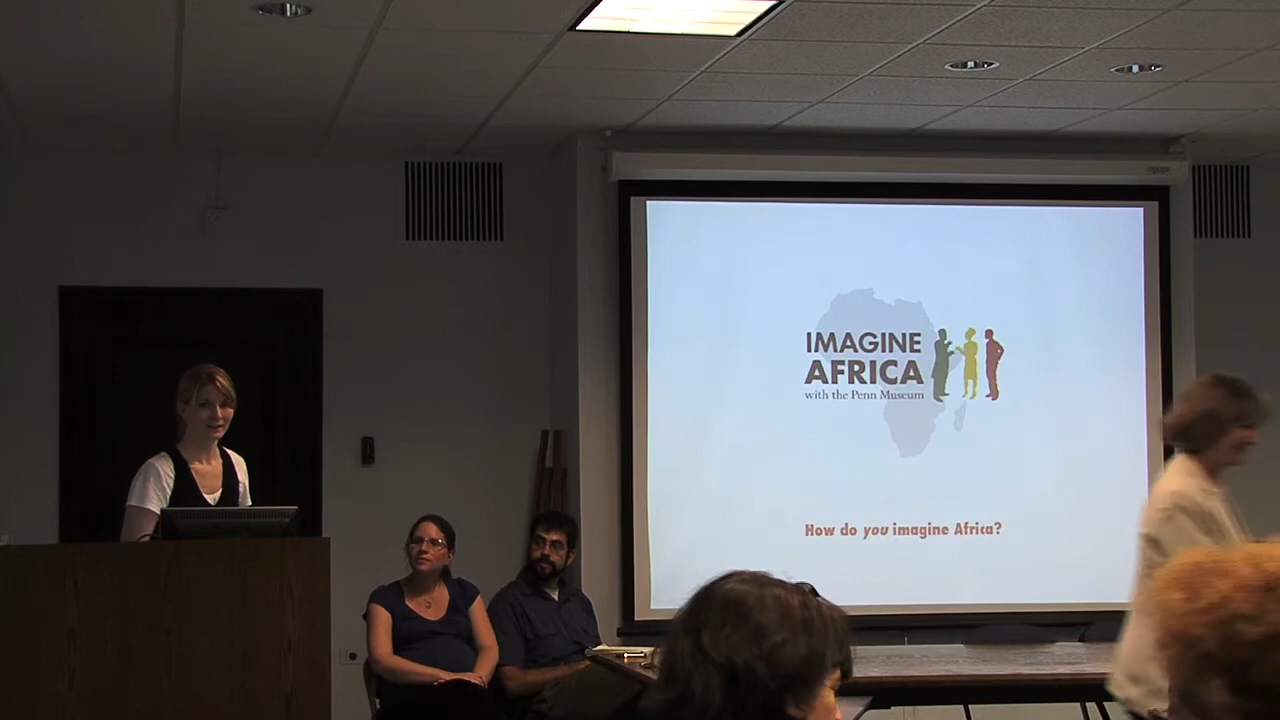 IMAGINE
AFRICA
with the Penn Museum
How do you imagine Africa?